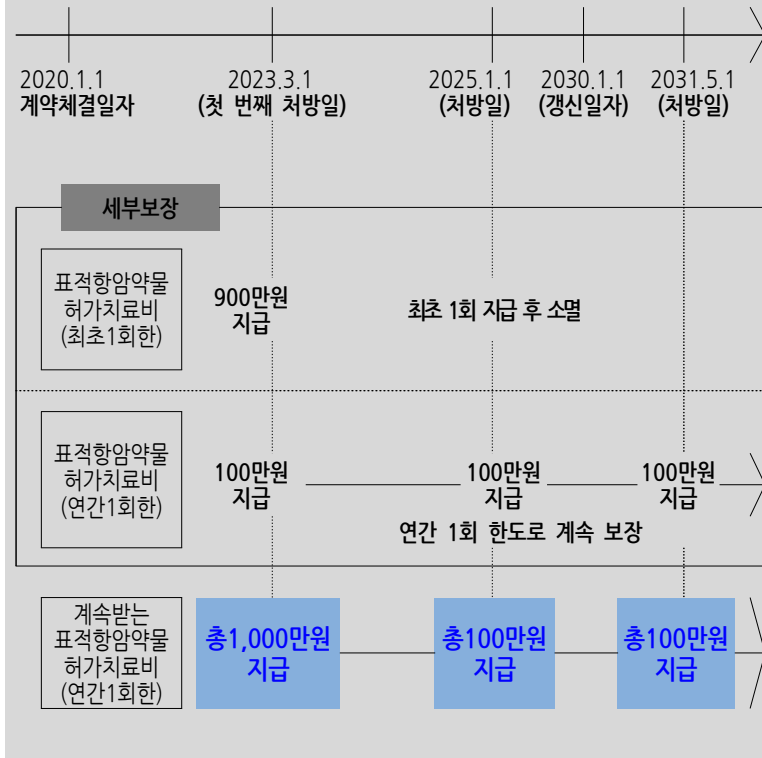 2020.1.1
계약체결일자
2023.3.1
(첫 번째 처방일)
2025.1.1
(처방일)
2030.1.1
(갱신일자)
2031.5.1
(처방일)
세부보장
표적항암약물
허가치료비
(최초1회한)
900만원
지급
최초 1회 지급 후 소멸
표적항암약물
허가치료비
(연간1회한)
100만원
지급
100만원
지급
100만원
지급
연간 1회 한도로 계속 보장
계속받는
표적항암약물
허가치료비
(연간1회한)
총1,000만원
지급
총100만원
지급
총100만원
지급